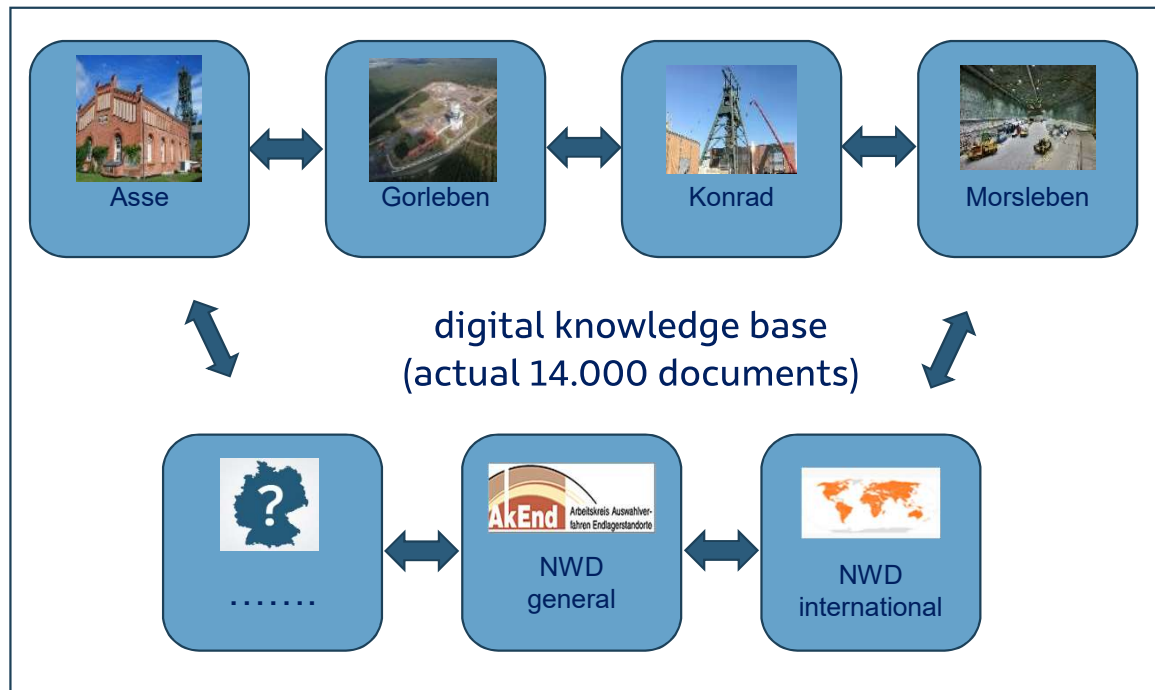 Asse
Gorleben
Konrad
Morsleben
digital knowledge base
(actual 14.000 documents)
?
.......
AkEnd
Arbeitskreis Auswahlver-
fahren Endlagerstandorte
NWD
general
NWD
international